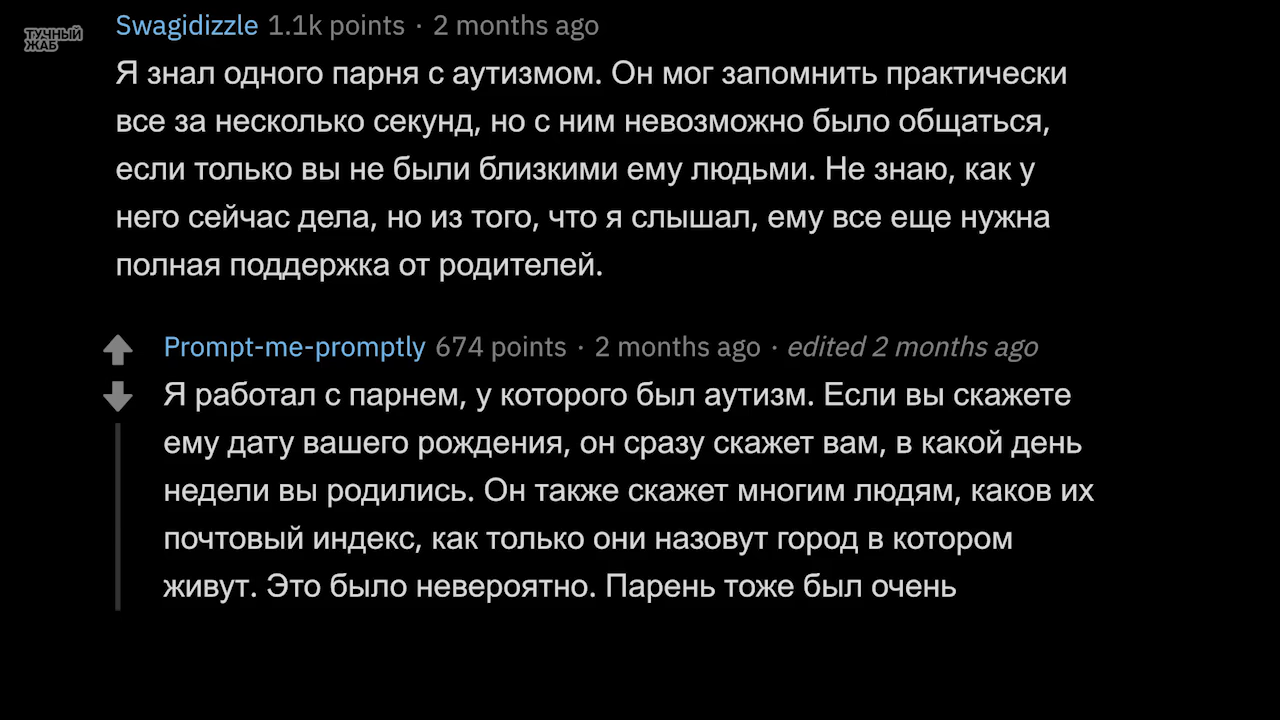 ТУЧНЫЙ
ЖАБ
Swagidizzle 1.1k points · 2 months ago
Я знал одного парня с аутизмом. Он мог запомнить практически
все за несколько секунд, но с ним невозможно было общаться,
если только вы не были близкими ему людьми. Не знаю, как у
него сейчас дела, но из того, что я слышал, ему все еще нужна
полная поддержка от родителей.
Prompt-me-promptly 674 points · 2 months ago · edited 2 months ago
Я работал с парнем, у которого был аутизм. Если вы скажете
ему дату вашего рождения, он сразу скажет вам, в какой день
недели вы родились. Он также скажет многим людям, каков их
почтовый индекс, как только они назовут город в котором
живут. Это было невероятно. Парень тоже был очень